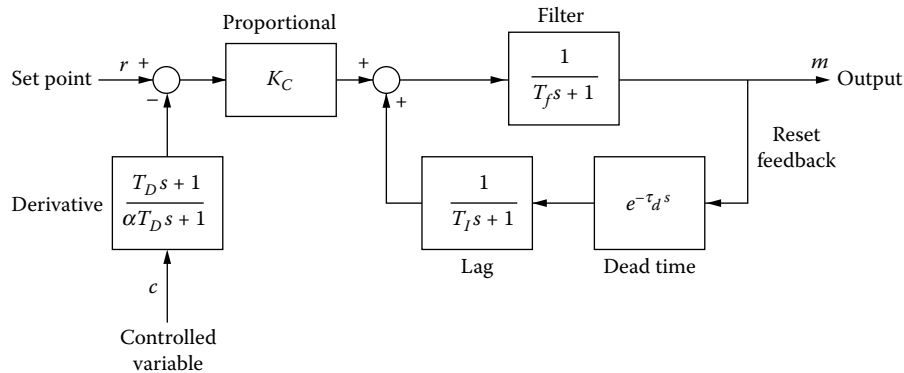 Proportional
Filter
Set point
r
+
−
K_C
+
+
1
T_f s + 1
m
Output
Reset
feedback
Derivative
T_D s + 1
αT_D s + 1
1
T_I s + 1
e^{−τ_d s}
Lag
Dead time
c
Controlled
variable